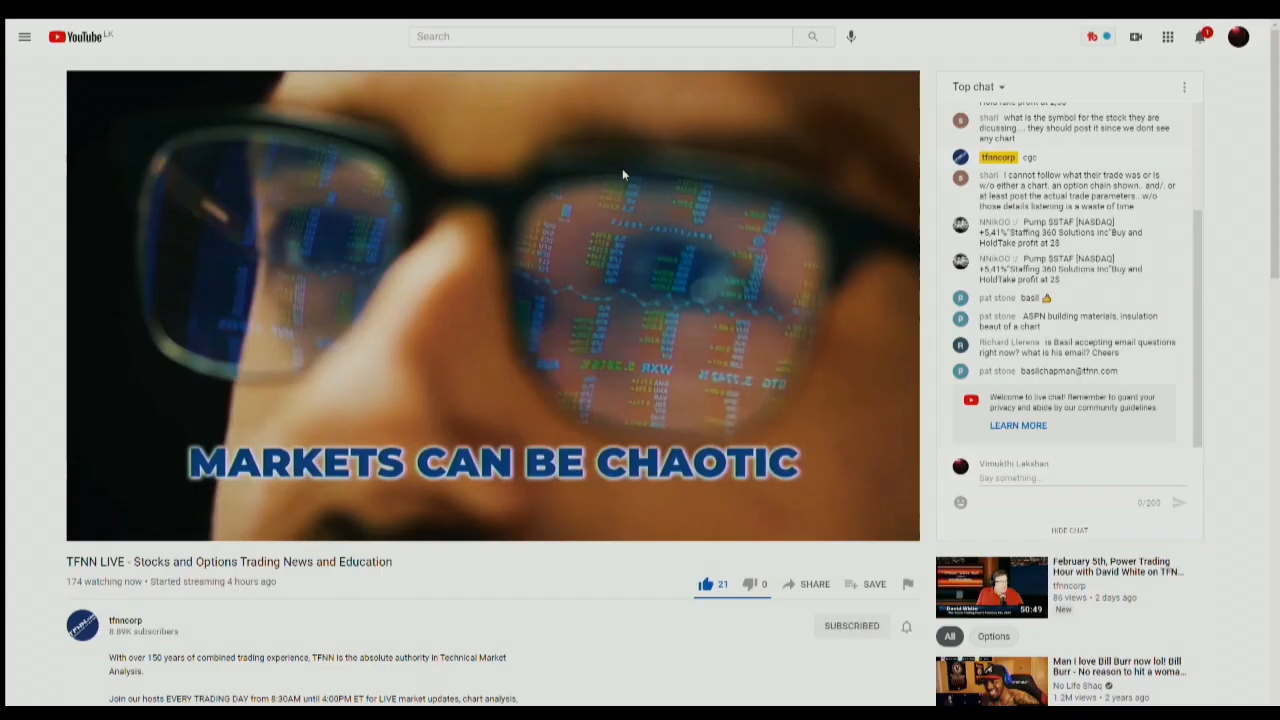 YouTube LK
Search
1
MARKETS CAN BE CHAOTIC
TFNN LIVE - Stocks and Options Trading News and Education
174 watching now • Started streaming 4 hours ago
21
0
SHARE
SAVE
tfnncorp
8.89K subscribers
SUBSCRIBED
With over 150 years of combined trading experience, TFNN is the absolute authority in Technical Market
Analysis.
Join our hosts EVERY TRADING DAY from 8:30AM until 4:00PM ET for LIVE market updates, chart analysis,
Top chat
shari what is the symbol for the stock they are
dicussing.... they should post it since we dont see
any chart
tfnncorp cgc
shari I cannot follow what their trade was or is
w/o either a chart. an option chain shown.. and/. or
at least post the actual trade parameters.. w/o
those details listening is a waste of time
NNikOO :/ Pump $STAF [NASDAQ]
+5,41%"Staffing 360 Solutions Inc"Buy and
HoldTake profit at 2$
NNikOO :/ Pump $STAF [NASDAQ]
+5,41%"Staffing 360 Solutions Inc"Buy and
HoldTake profit at 2$
pat stone basil 👍
pat stone ASPN building materials, insulation
beaut of a chart
Richard Llerena is Basil accepting email questions
right now? what is his email? Cheers
pat stone basilchapman@tfnn.com
Welcome to live chat! Remember to guard your
privacy and abide by our community guidelines.
LEARN MORE
Vimukthi Lakshan
Say something...
0/200
HIDE CHAT
February 5th, Power Trading
Hour with David White on TFN...
tfnncorp
86 views • 2 days ago
New
David White
50:49
All
Options
Man I love Bill Burr now lol! Bill
Burr - No reason to hit a woma...
No Life Shaq
1.2M views • 2 years ago